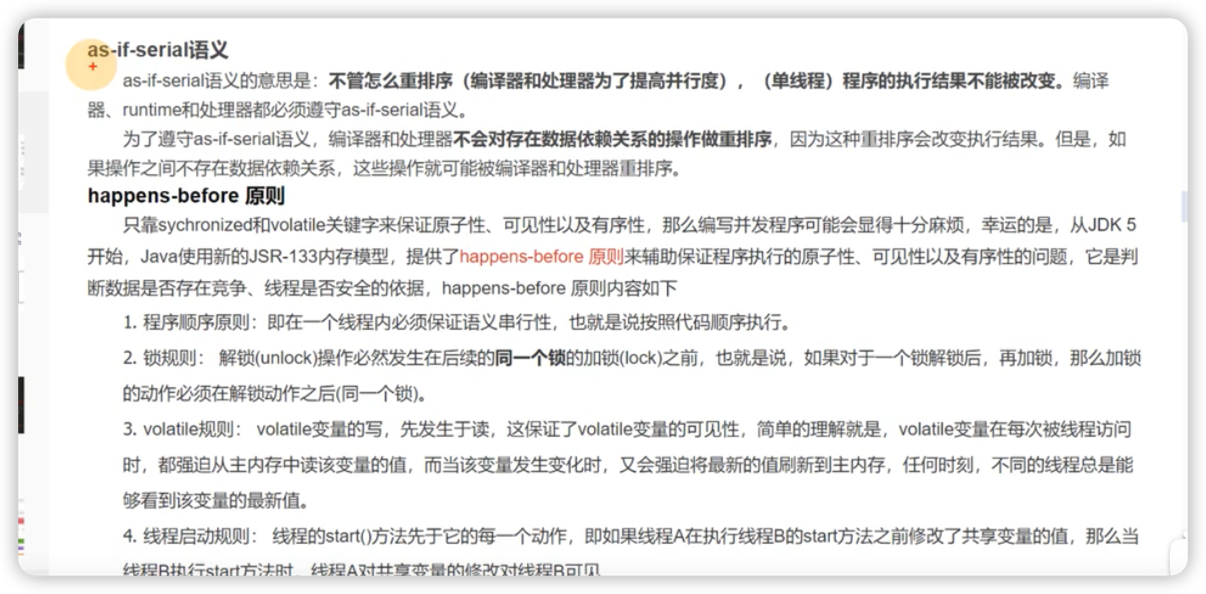 as-if-serial语义
as-if-serial语义的意思是：不管怎么重排序（编译器和处理器为了提高并行度），（单线程）程序的执行结果不能被改变。编译
器、runtime和处理器都必须遵守as-if-serial语义。
为了遵守as-if-serial语义，编译器和处理器不会对存在数据依赖关系的操作做重排序，因为这种重排序会改变执行结果。但是，如
果操作之间不存在数据依赖关系，这些操作就可能被编译器和处理器重排序。
happens-before 原则
只靠sychronized和volatile关键字来保证原子性、可见性以及有序性，那么编写并发程序可能会显得十分麻烦，幸运的是，从JDK 5
开始，Java使用新的JSR-133内存模型，提供了happens-before 原则来辅助保证程序执行的原子性、可见性以及有序性的问题，它是判
断数据是否存在竞争、线程是否安全的依据，happens-before 原则内容如下
1. 程序顺序原则：即在一个线程内必须保证语义串行性，也就是说按照代码顺序执行。
2. 锁规则： 解锁(unlock)操作必然发生在后续的同一个锁的加锁(lock)之前，也就是说，如果对于一个锁解锁后，再加锁，那么加锁
的动作必须在解锁动作之后(同一个锁)。
3. volatile规则： volatile变量的写，先发生于读，这保证了volatile变量的可见性，简单的理解就是，volatile变量在每次被线程访问
时，都强迫从主内存中读该变量的值，而当该变量发生变化时，又会强迫将最新的值刷新到主内存，任何时刻，不同的线程总是能
够看到该变量的最新值。
4. 线程启动规则： 线程的start()方法先于它的每一个动作，即如果线程A在执行线程B的start方法之前修改了共享变量的值，那么当
线程B执行start方法时，线程A对共享变量的修改对线程B可见